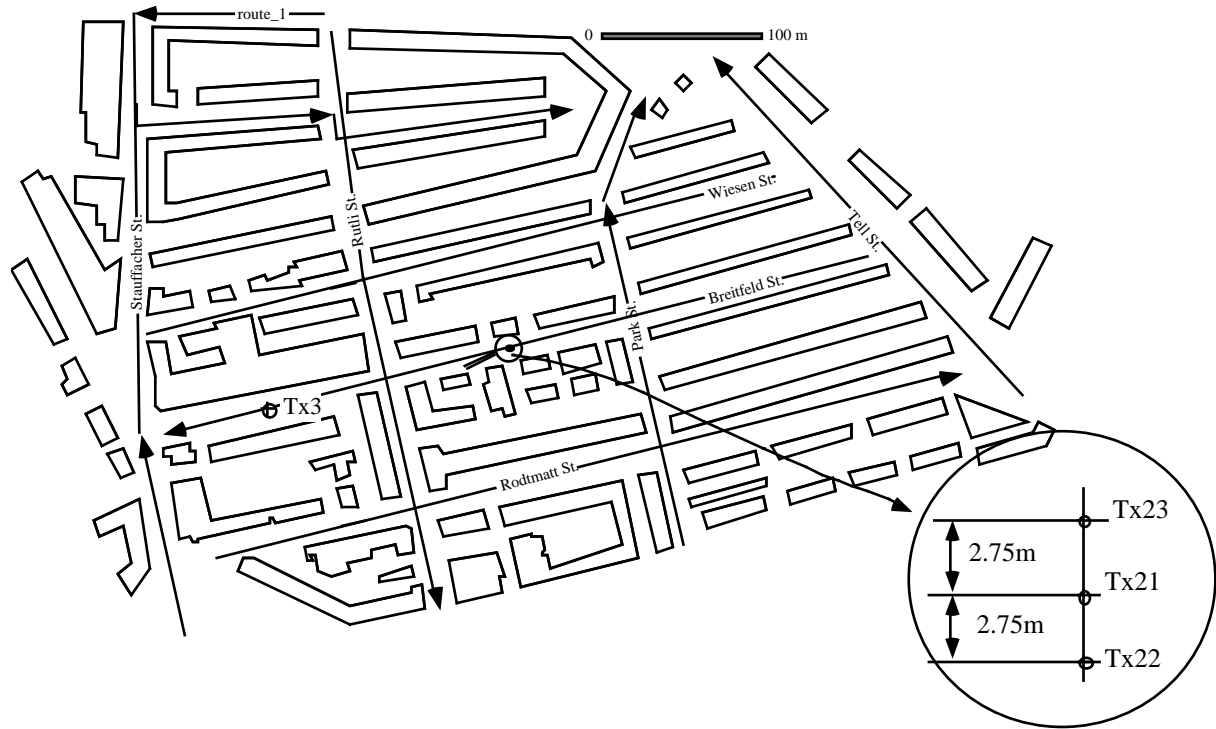 route_1
0 100 m
Wiesen St.
Stauffacher St.
Rutli St.
Tell St.
Breitfeld St.
Park St.
Tx3
Rodtmatt St.
Tx23
2.75m
Tx21
2.75m
Tx22